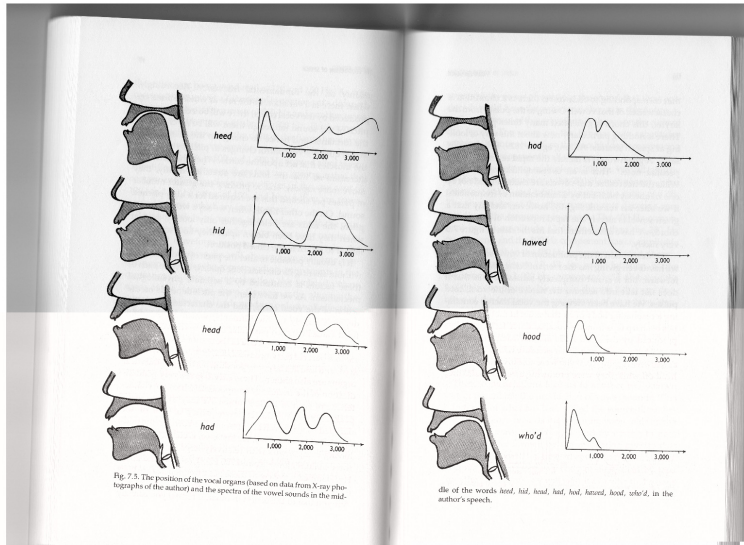 heed
1,000 2,000 3,000
hid
1,000 2,000 3,000
head
1,000 2,000 3,000
had
1,000 2,000 3,000
Fig. 7.5. The position of the vocal organs (based on data from X-ray pho-
tographs of the author) and the spectra of the vowel sounds in the mid-
hod
1,000 2,000 3,000
hawed
1,000 2,000 3,000
hood
1,000 2,000 3,000
who'd
1,000 2,000 3,000
dle of the words heed, hid, head, had, hod, hawed, hood, who'd, in the
author's speech.